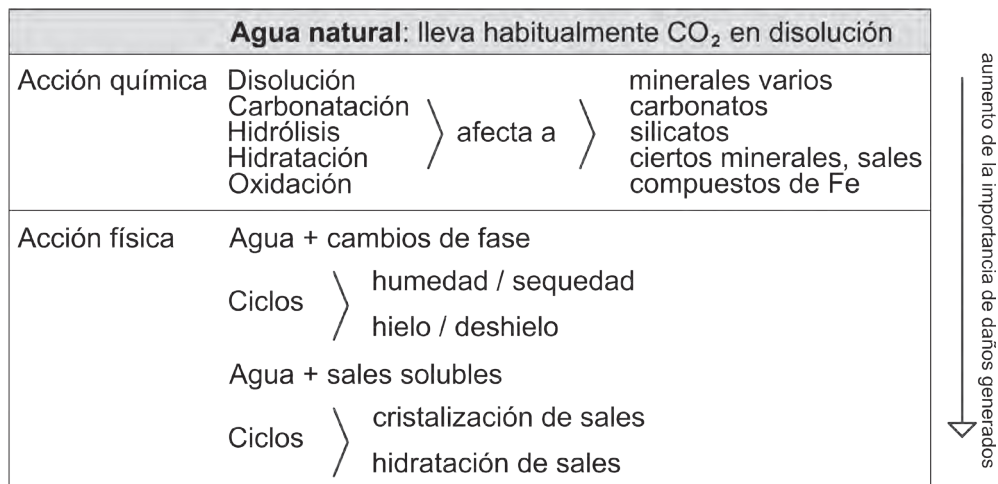 Agua natural: lleva habitualmente CO₂ en disolución
Acción química Disolución minerales varios
Carbonatación carbonatos
Hidrólisis afecta a silicatos
Hidratación ciertos minerales, sales
Oxidación compuestos de Fe
Acción física Agua + cambios de fase
humedad / sequedad
Ciclos
hielo / deshielo
Agua + sales solubles
cristalización de sales
Ciclos
hidratación de sales
aumento de la importancia de daños generados